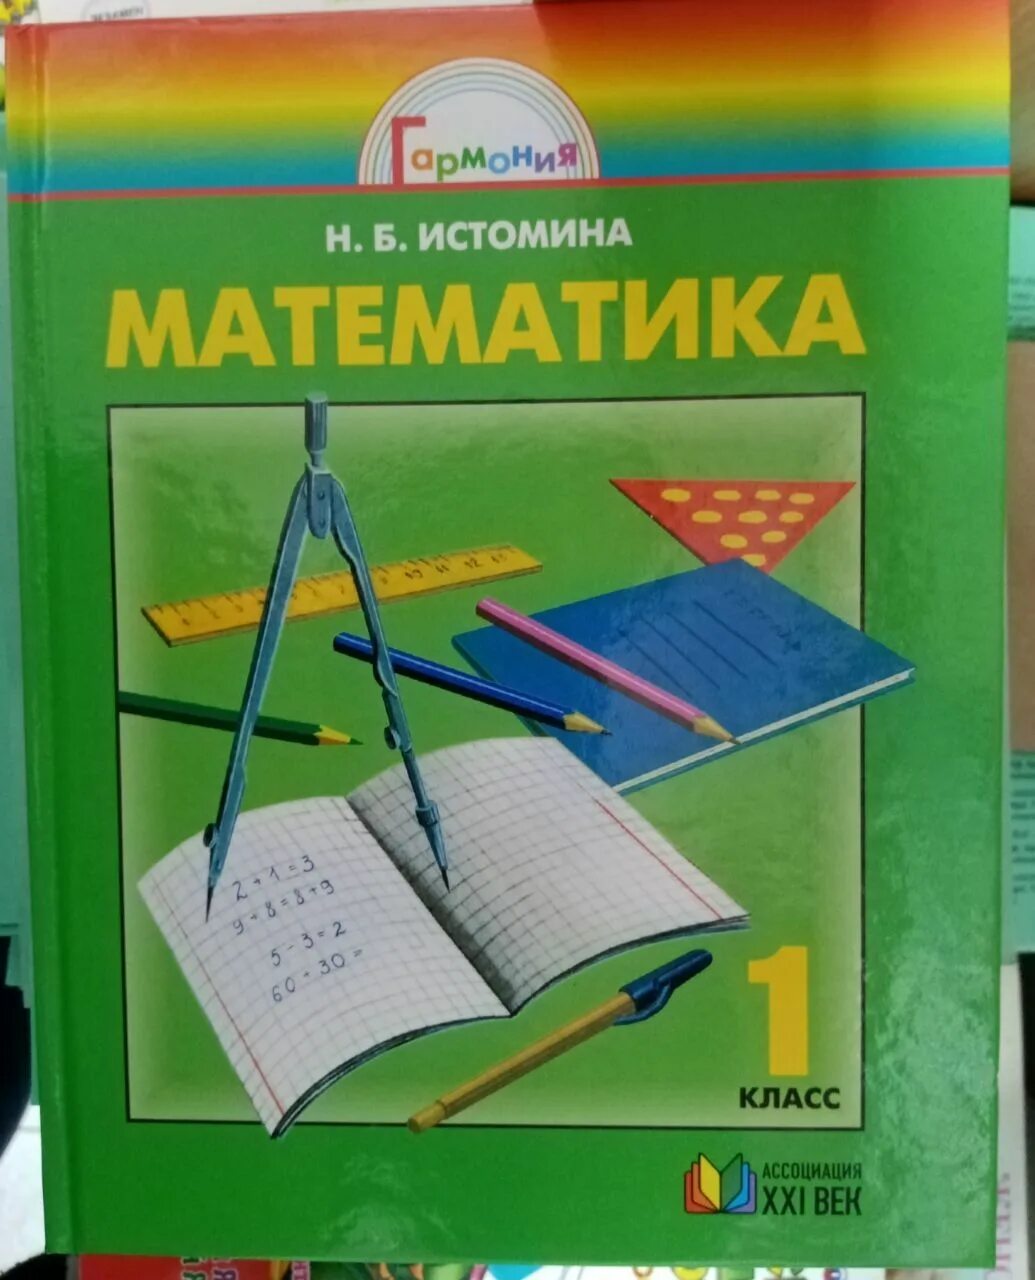 Гармония
Н. Б. ИСТОМИНА
МАТЕМАТИКА
2+1=3
9+8=8+9
5-3=2
60+30=
1
КЛАСС
АССОЦИАЦИЯ
XXI ВЕК